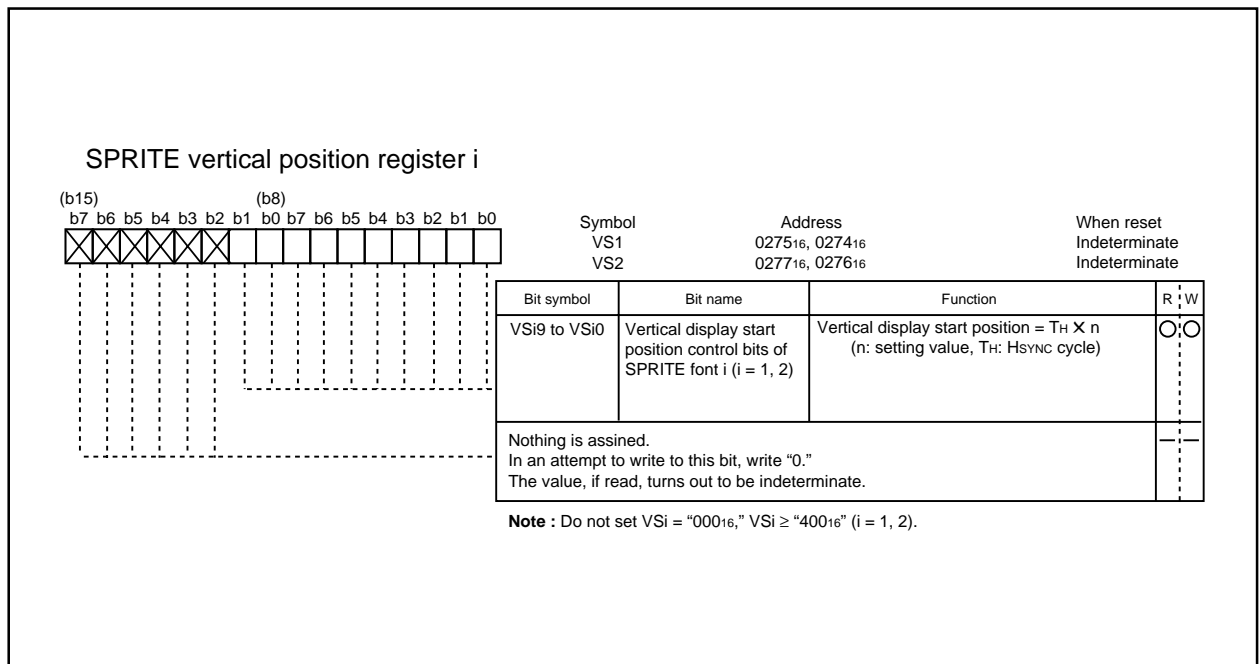 SPRITE vertical position register i
(b15) (b8)
b7 b6 b5 b4 b3 b2 b1 b0 b7 b6 b5 b4 b3 b2 b1 b0
Symbol Address When reset
VS1 027516, 027416 Indeterminate
VS2 027716, 027616 Indeterminate
Bit symbol Bit name Function R W
VSi9 to VSi0 Vertical display start Vertical display start position = TH X n
position control bits of (n: setting value, TH: HSYNC cycle)
SPRITE font i (i = 1, 2)
Nothing is assined.
In an attempt to write to this bit, write “0.”
The value, if read, turns out to be indeterminate.
Note : Do not set VSi = “00016,” VSi ≥ “40016” (i = 1, 2).